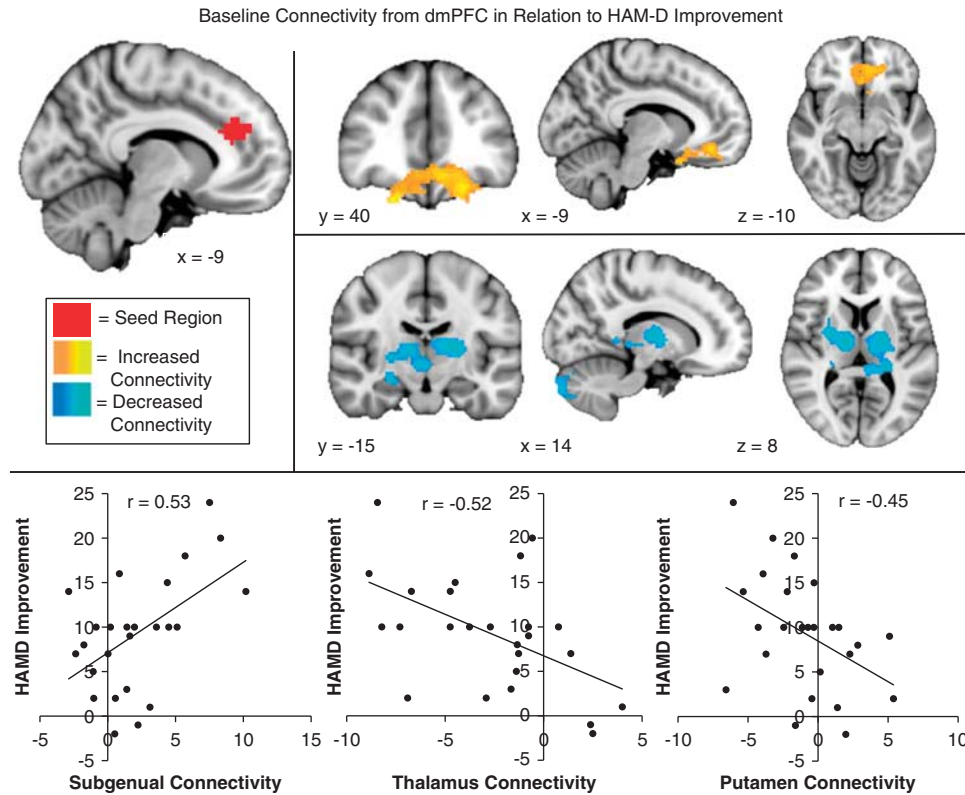 Baseline Connectivity from dmPFC in Relation to HAM-D Improvement
x = -9
y = 40
x = -9
z = -10
= Seed Region
= Increased
Connectivity
= Decreased
Connectivity
y = -15
x = 14
z = 8
HAMD Improvement
25
20
15
10
5
0
-5
-5
0
5
10
15
r = 0.53
Subgenual Connectivity
HAMD Improvement
25
20
15
10
5
0
-5
-10
-5
0
5
r = -0.52
Thalamus Connectivity
HAMD Improvement
25
20
15
10
5
0
-5
-5
0
5
10
r = -0.45
Putamen Connectivity